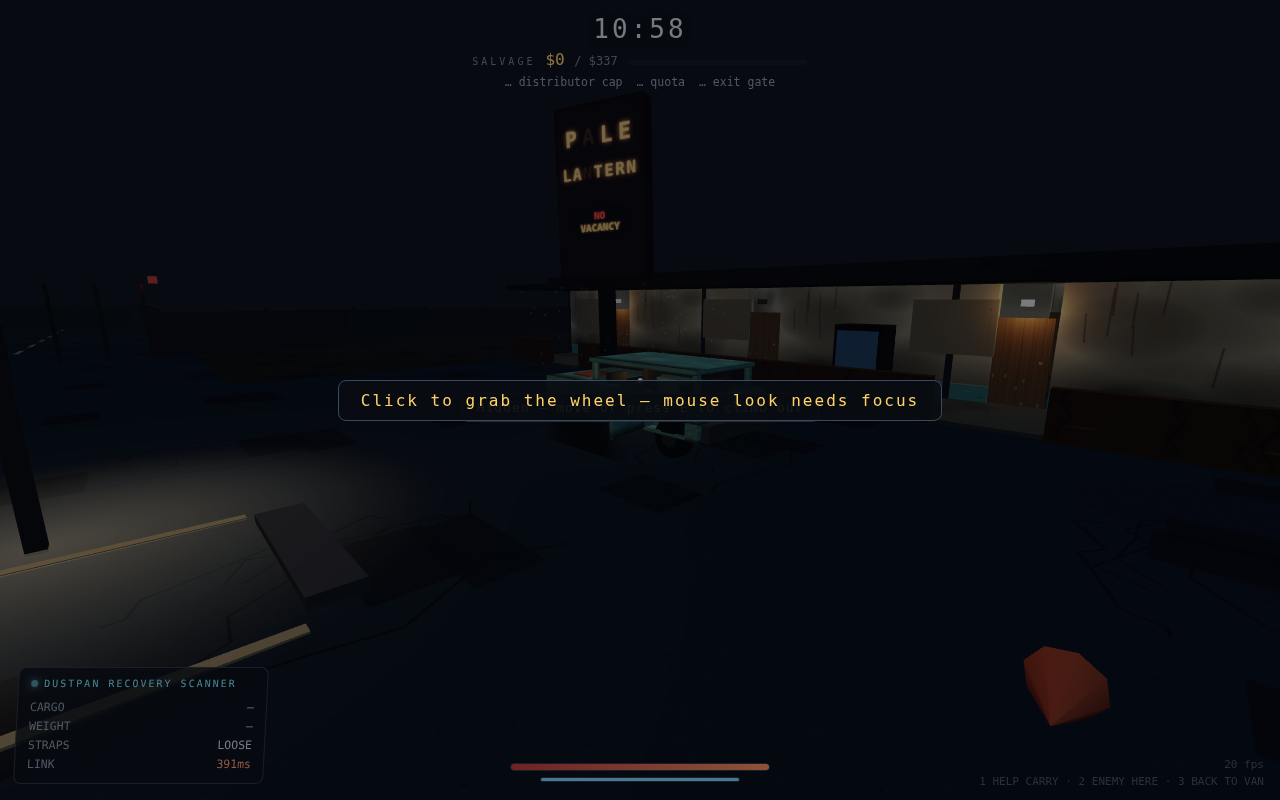 10:58
SALVAGE $0 / $337
… distributor cap … quota … exit gate
PALE
LANTERN
NO
VACANCY
Click to grab the wheel — mouse look needs focus
DUSTPAN RECOVERY SCANNER
CARGO —
WEIGHT —
STRAPS LOOSE
LINK 391ms
20 fps
1 HELP CARRY · 2 ENEMY HERE · 3 BACK TO VAN